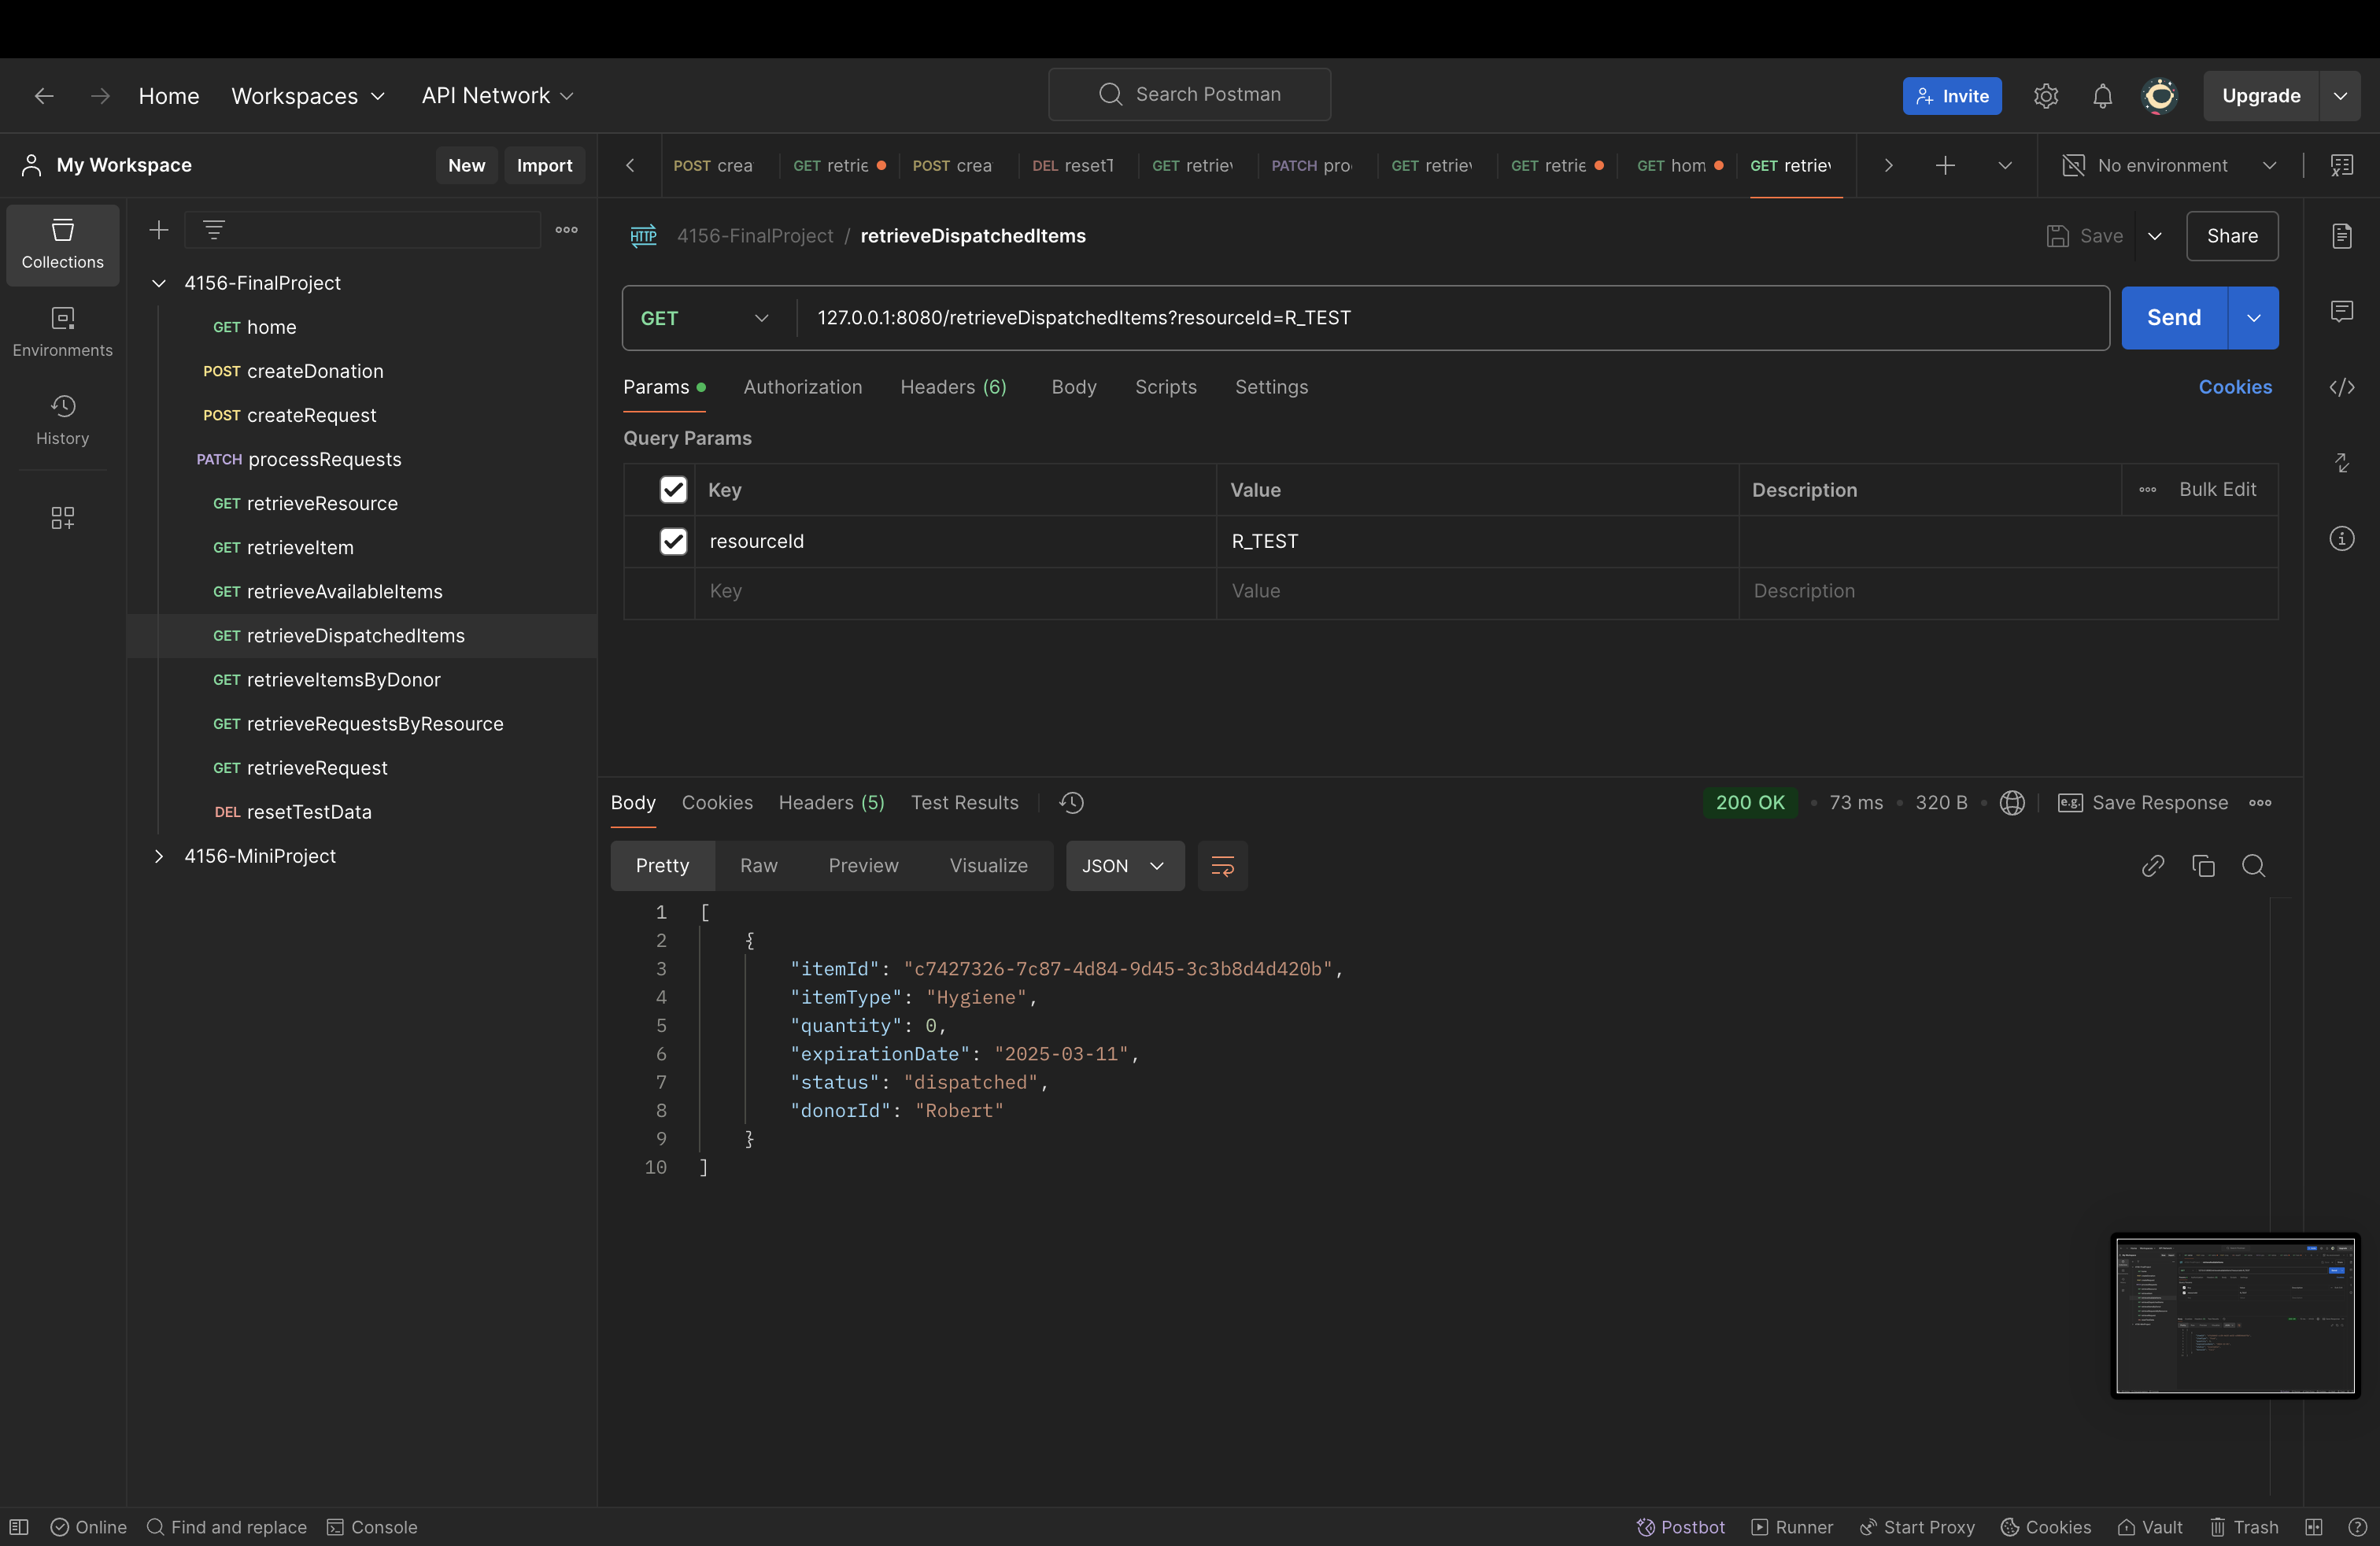 Home Workspaces API Network Search Postman Invite Upgrade
My Workspace New Import
POST crea GET retrie POST crea DEL resetT GET retriev PATCH pro GET retriev GET retrie GET hom GET retriev No environment
Collections
Environments
History
4156-FinalProject
GET home
POST createDonation
POST createRequest
PATCH processRequests
GET retrieveResource
GET retrieveItem
GET retrieveAvailableItems
GET retrieveDispatchedItems
GET retrieveItemsByDonor
GET retrieveRequestsByResource
GET retrieveRequest
DEL resetTestData
4156-MiniProject
HTTP 4156-FinalProject / retrieveDispatchedItems Save Share
GET 127.0.0.1:8080/retrieveDispatchedItems?resourceId=R_TEST Send
Params Authorization Headers (6) Body Scripts Settings Cookies
Query Params
Key Value Description Bulk Edit
resourceId R_TEST
Key Value Description
Body Cookies Headers (5) Test Results 200 OK 73 ms 320 B e.g. Save Response
Pretty Raw Preview Visualize JSON
1 [
2 {
3 "itemId": "c7427326-7c87-4d84-9d45-3c3b8d4d420b",
4 "itemType": "Hygiene",
5 "quantity": 0,
6 "expirationDate": "2025-03-11",
7 "status": "dispatched",
8 "donorId": "Robert"
9 }
10 ]
Online Find and replace Console Postbot Runner Start Proxy Cookies Vault Trash